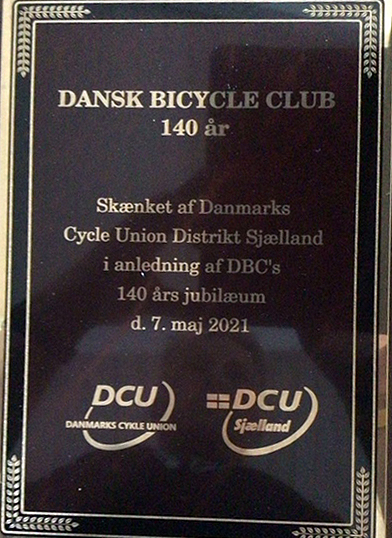 DANSK BICYCLE CLUB
140 år
Skænket af Danmarks
Cycle Union Distrikt Sjælland
i anledning af DBC's
140 års jubilæum
d. 7. maj 2021
DCU
DANMARKS CYKLE UNION
DCU
Sjælland